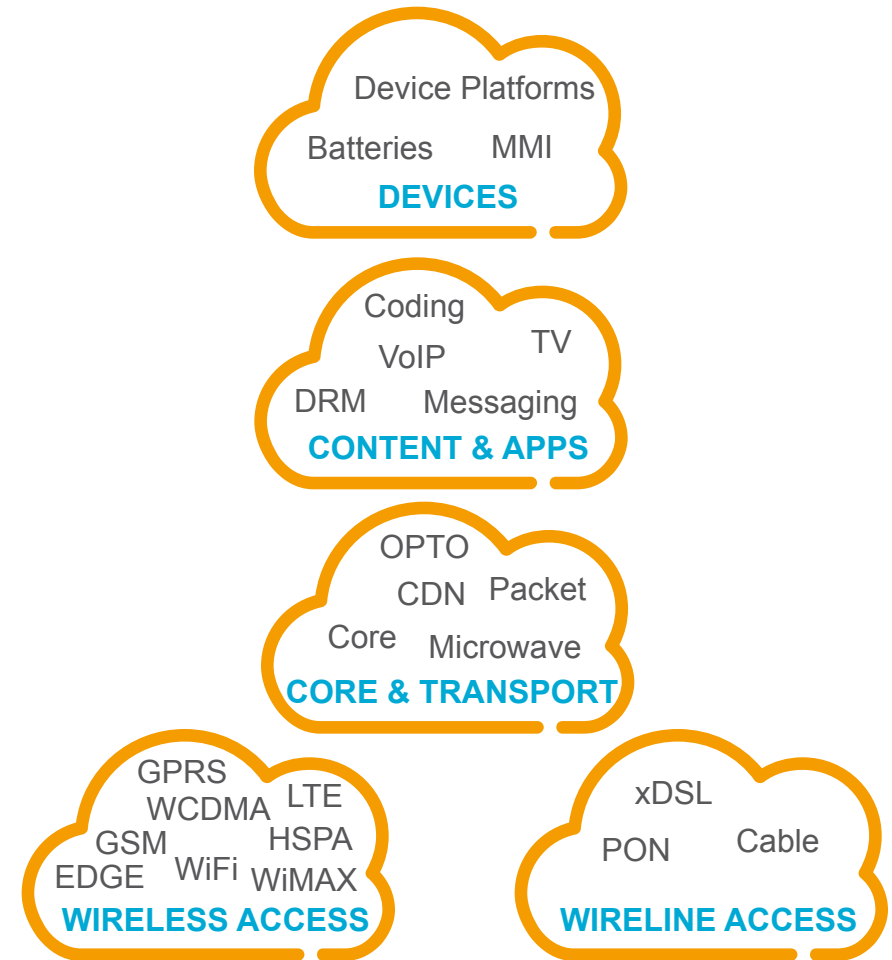 Device Platforms
Batteries MMI
DEVICES
Coding
TV
VoIP
DRM Messaging
CONTENT & APPS
OPTO
CDN Packet
Core Microwave
CORE & TRANSPORT
GPRS
WCDMA LTE
GSM HSPA
EDGE WiFi WiMAX
WIRELESS ACCESS
xDSL
PON Cable
WIRELINE ACCESS